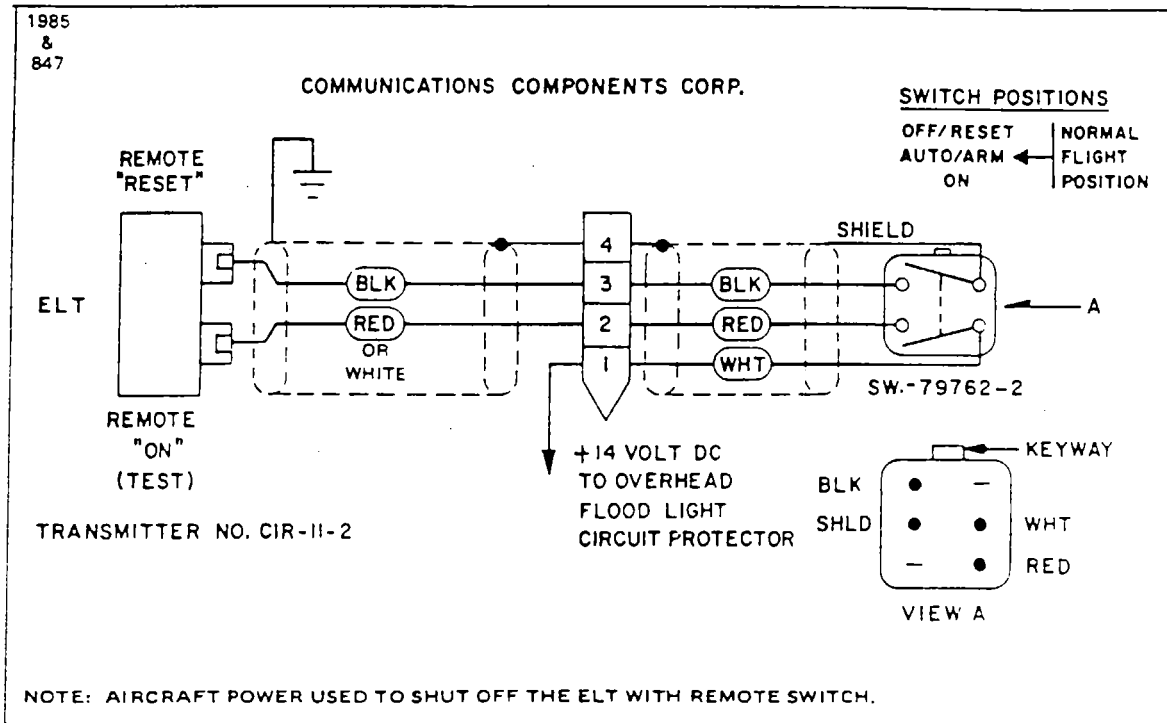 1985
&
847
COMMUNICATIONS COMPONENTS CORP.
SWITCH POSITIONS
OFF/RESET
AUTO/ARM
ON
NORMAL
FLIGHT
POSITION
REMOTE
"RESET"
SHIELD
4
BLK
3
BLK
ELT
A
RED
2
RED
OR
WHITE
1
WHT
SW.-79762-2
REMOTE
"ON"
(TEST)
+14 VOLT DC
TO OVERHEAD
FLOOD LIGHT
CIRCUIT PROTECTOR
KEYWAY
BLK
SHLD
WHT
RED
TRANSMITTER NO. CIR-11-2
VIEW A
NOTE: AIRCRAFT POWER USED TO SHUT OFF THE ELT WITH REMOTE SWITCH.